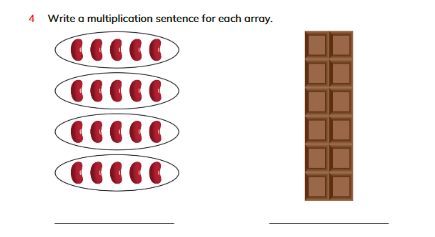 4 Write a multiplication sentence for each array.